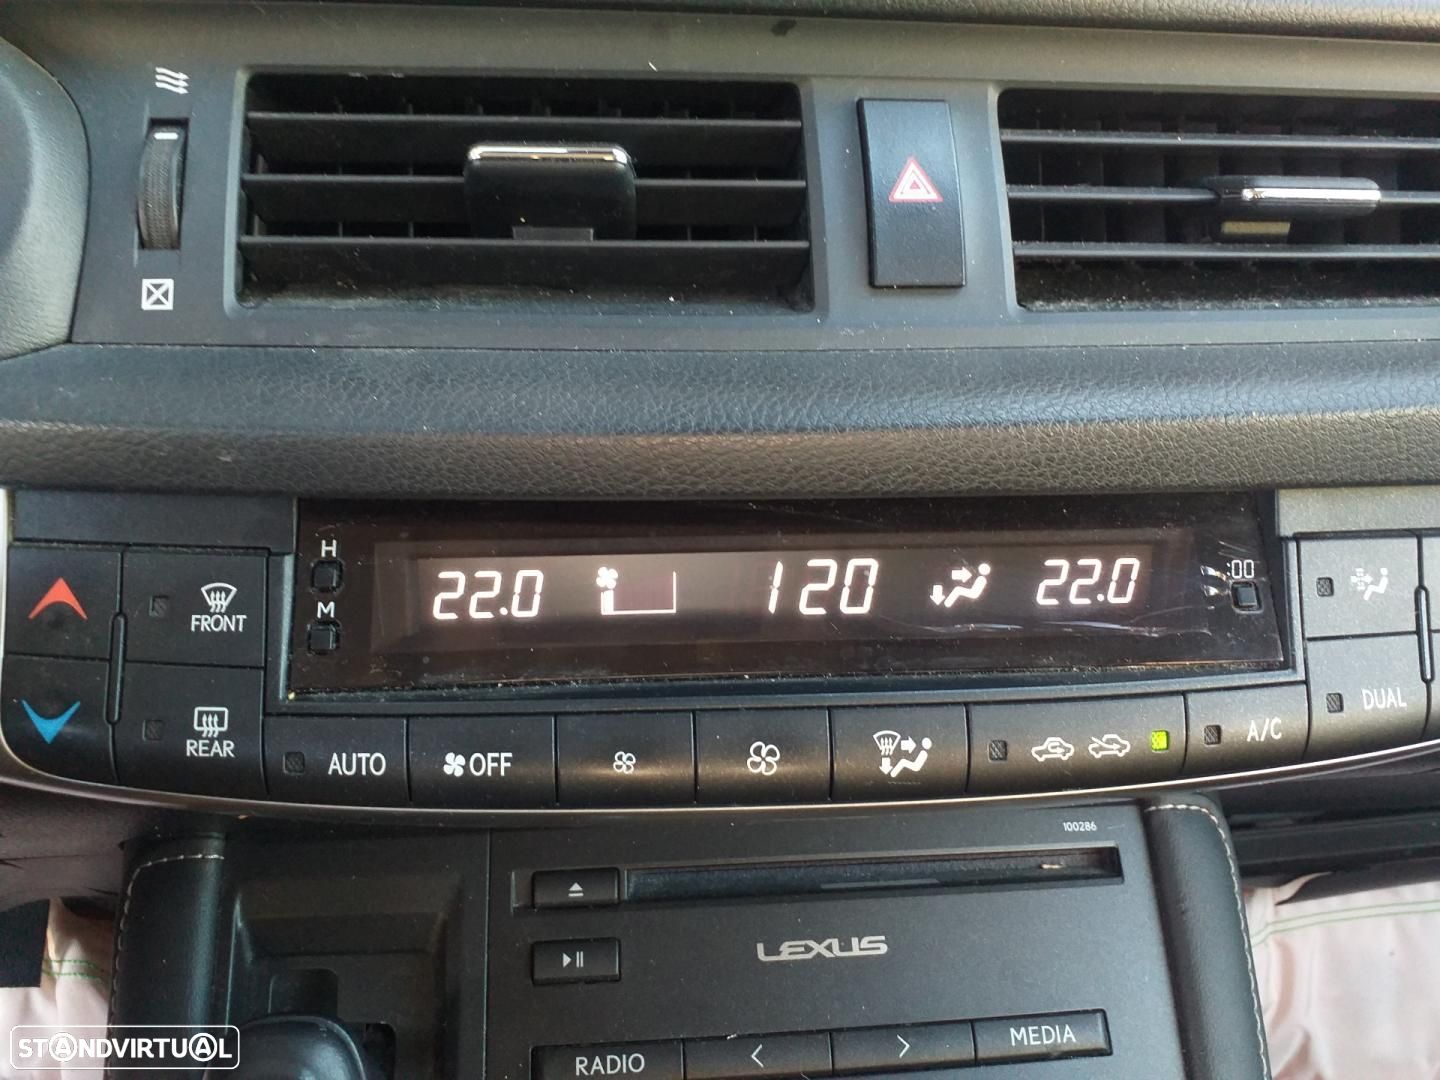 H
M
22.0
120
22.0
:00
FRONT
REAR
AUTO
OFF
A/C
DUAL
100286
LEXUS
RADIO
<
>
MEDIA
STANDVIRTUAL